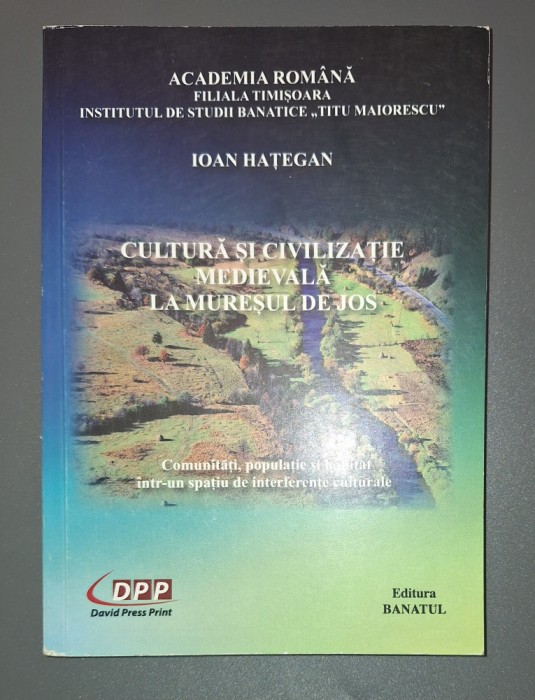 ACADEMIA ROMÂNĂ
FILIALA TIMIȘOARA
INSTITUTUL DE STUDII BANATICE „TITU MAIORESCU”
IOAN HAȚEGAN
CULTURĂ ȘI CIVILIZAȚIE
MEDIEVALĂ
LA MUREȘUL DE JOS
Comunități, populație și habitat
într-un spațiu de interferențe culturale
DPP
David Press Print
Editura
BANATUL